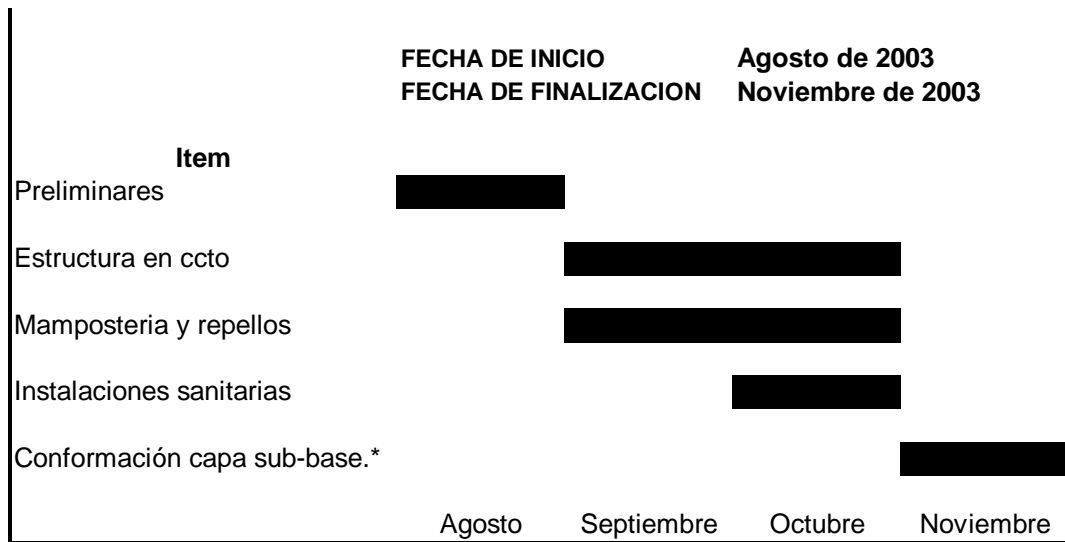 FECHA DE INICIO Agosto de 2003
FECHA DE FINALIZACION Noviembre de 2003
Item
Preliminares
Estructura en ccto
Mamposteria y repellos
Instalaciones sanitarias
Conformación capa sub-base.*
Agosto Septiembre Octubre Noviembre